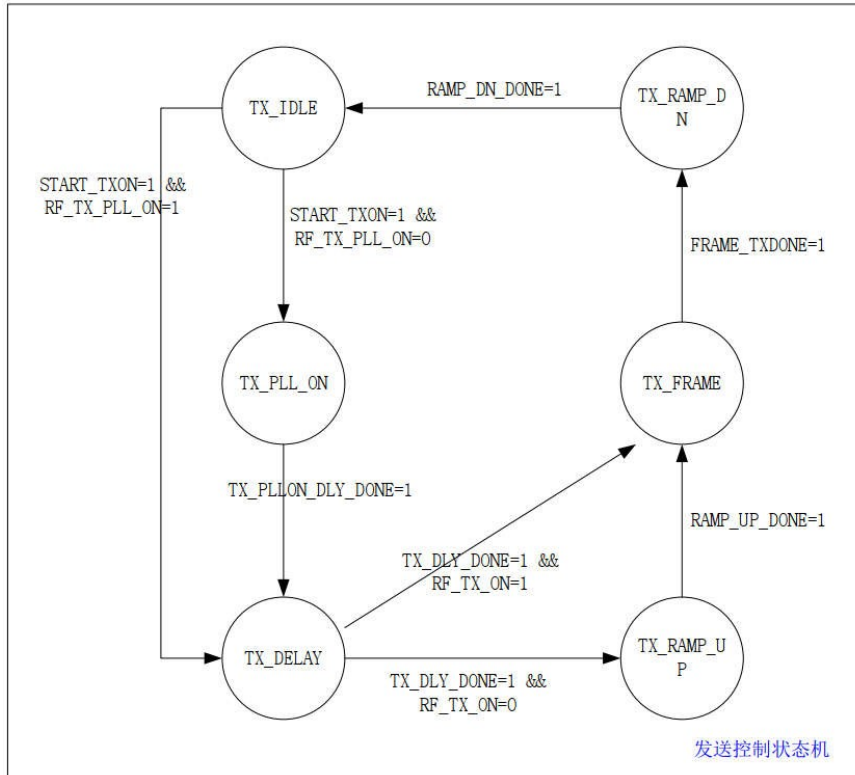 TX_IDLE
RAMP_DN_DONE=1
TX_RAMP_D
N
START_TXON=1 &&
RF_TX_PLL_ON=1
START_TXON=1 &&
RF_TX_PLL_ON=0
FRAME_TXDONE=1
TX_PLL_ON
TX_FRAME
TX_PLLON_DLY_DONE=1
RAMP_UP_DONE=1
TX_DLY_DONE=1 &&
RF_TX_ON=1
TX_DELAY
TX_RAMP_U
P
TX_DLY_DONE=1 &&
RF_TX_ON=0
发送控制状态机